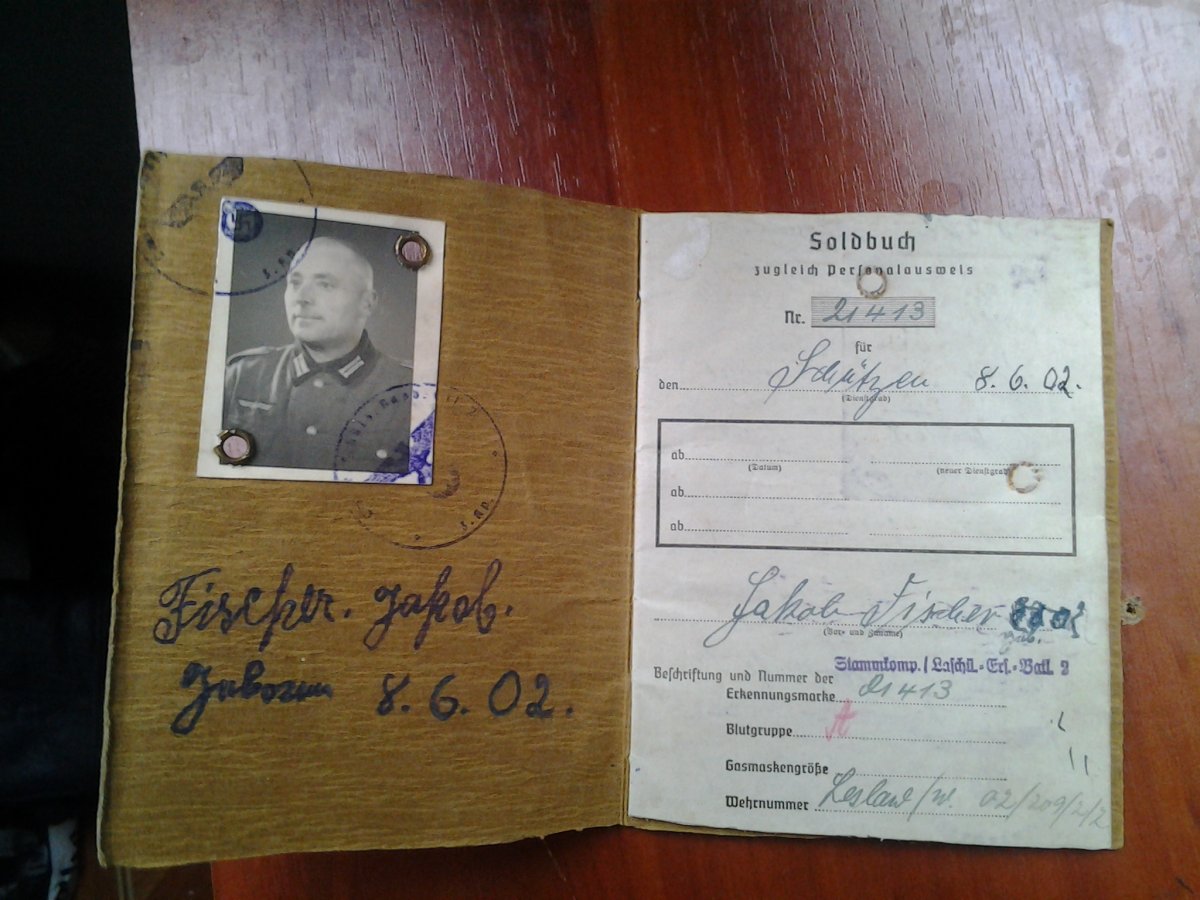 Fischer. Jakob.
Geboren 8. 6. 02.
Soldbuch
zugleich Personalausweis
Nr. 21413
für
den Schützen 8. 6. 02.
(Dienstgrad)
ab
(Datum) (neuer Dienstgrad)
ab
ab
Jakob Fischer
(Vor- und Zuname)
Stammkomp./Laschtz.-Ers.-Batl. 2
Beschriftung und Nummer der
Erkennungsmarke 21413
Blutgruppe A
Gasmaskengröße
Wehrnummer Leslau/W. 02/209/2/2